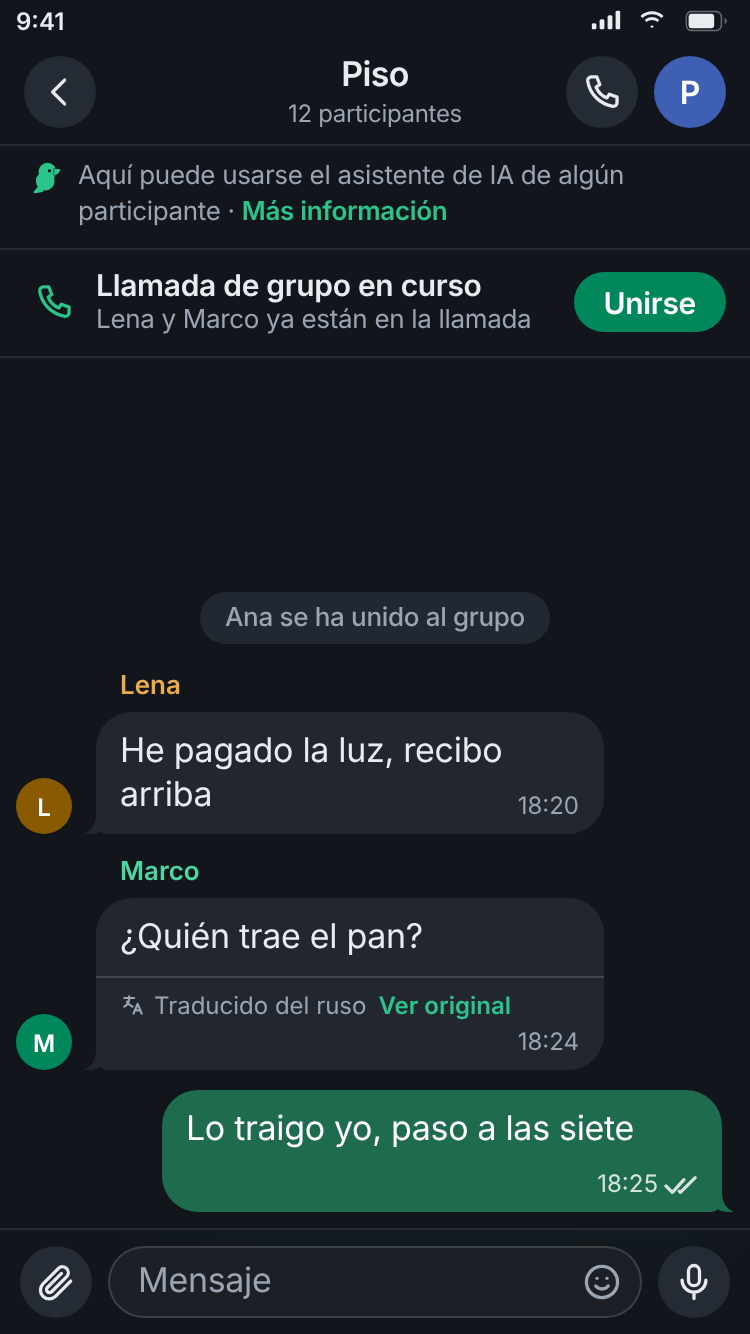 9:41
Piso
12 participantes
P
Aquí puede usarse el asistente de IA de algún
participante · Más información
Llamada de grupo en curso
Lena y Marco ya están en la llamada
Unirse
Ana se ha unido al grupo
Lena
He pagado la luz, recibo
arriba
18:20
L
Marco
¿Quién trae el pan?
Traducido del ruso Ver original
18:24
M
Lo traigo yo, paso a las siete
18:25
Mensaje